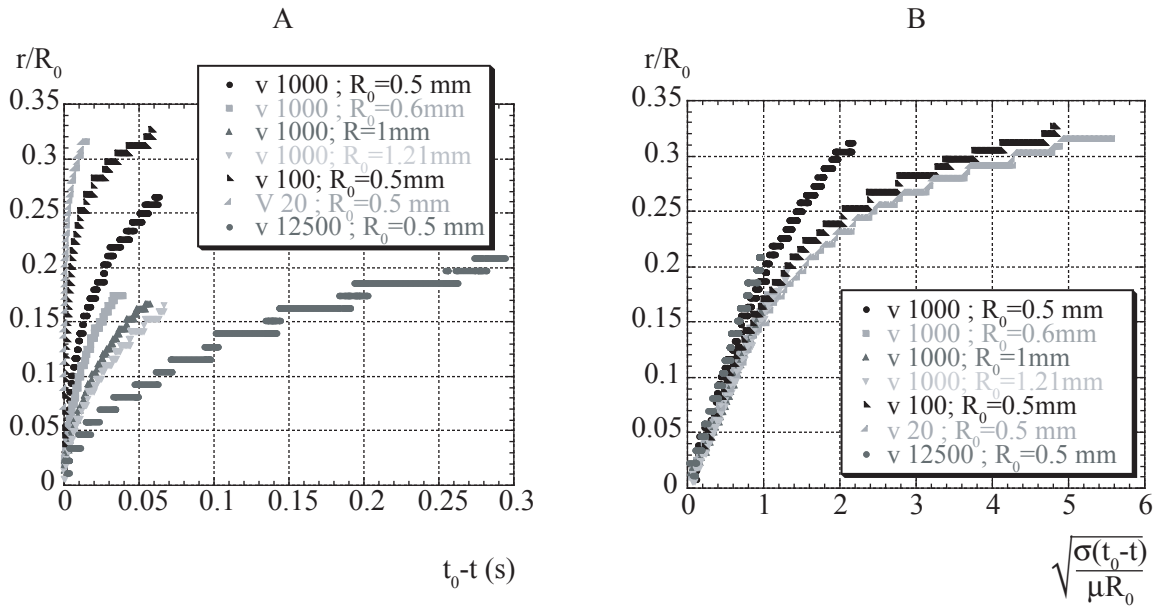 A
r/R0
0.35
0.3
0.25
0.2
0.15
0.1
0.05
0
0 0.05 0.1 0.15 0.2 0.25 0.3
t0-t (s)
v 1000 ; R0=0.5 mm
v 1000 ; R0=0.6mm
v 1000; R=1mm
v 1000; R0=1.21mm
v 100; R0=0.5mm
V 20 ; R0=0.5 mm
v 12500 ; R0=0.5 mm
B
r/R0
0.35
0.3
0.25
0.2
0.15
0.1
0.05
0
0 1 2 3 4 5 6
√σ(t0-t)
μR0
v 1000 ; R0=0.5 mm
v 1000 ; R0=0.6mm
v 1000; R0=1mm
v 1000; R0=1.21mm
v 100; R0=0.5mm
v 20 ; R0=0.5 mm
v 12500 ; R0=0.5 mm